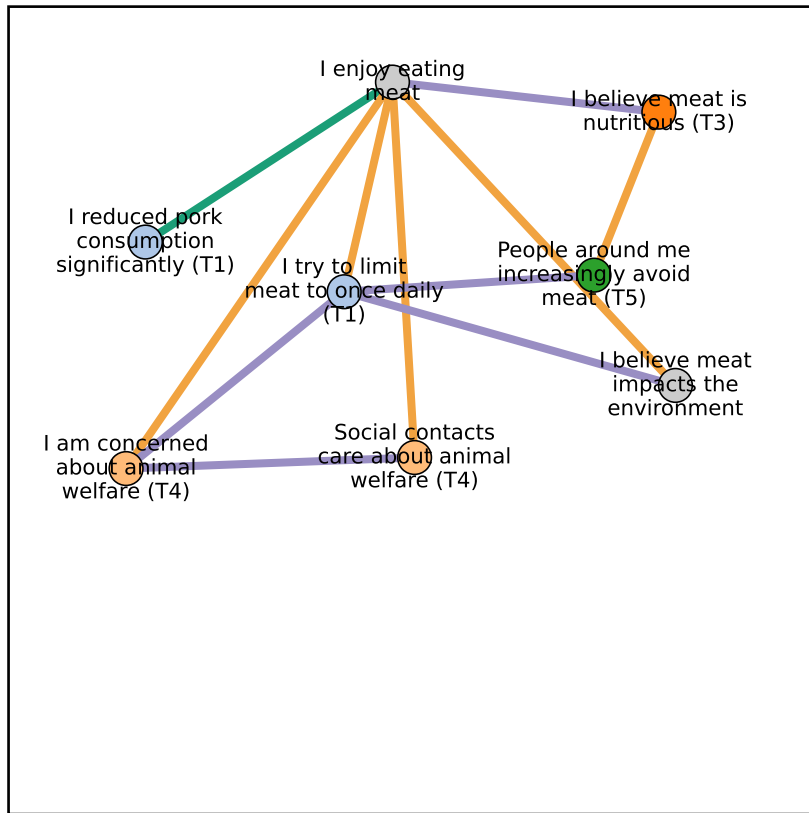 I enjoy eating
meat
I believe meat is
nutritious (T3)
I reduced pork
consumption
significantly (T1)
I try to limit
meat to once daily
(T1)
People around me
increasingly avoid
meat (T5)
I believe meat
impacts the
environment
I am concerned
about animal
welfare (T4)
Social contacts
care about animal
welfare (T4)